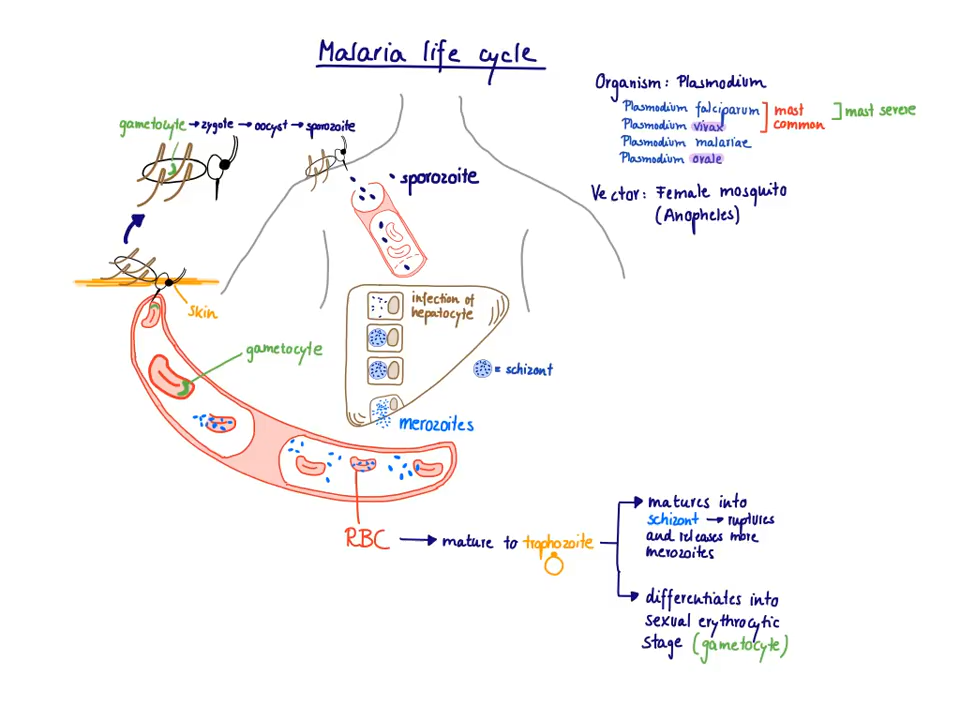 Malaria life cycle
Organism: Plasmodium
Plasmodium falciparum
Plasmodium vivax
Plasmodium malariae
Plasmodium ovale
mast
common
mast severe
Vector: Female mosquito
(Anopheles)
gametocyte → zygote → oocyst → sporozoite
sporozoite
skin
gametocyte
infection of
hepatocyte
= schizont
merozoites
RBC → mature to trophozoite
matures into
schizont → ruptures
and releases more
merozoites
differentiates into
sexual erythrocytic
stage (gametocyte)